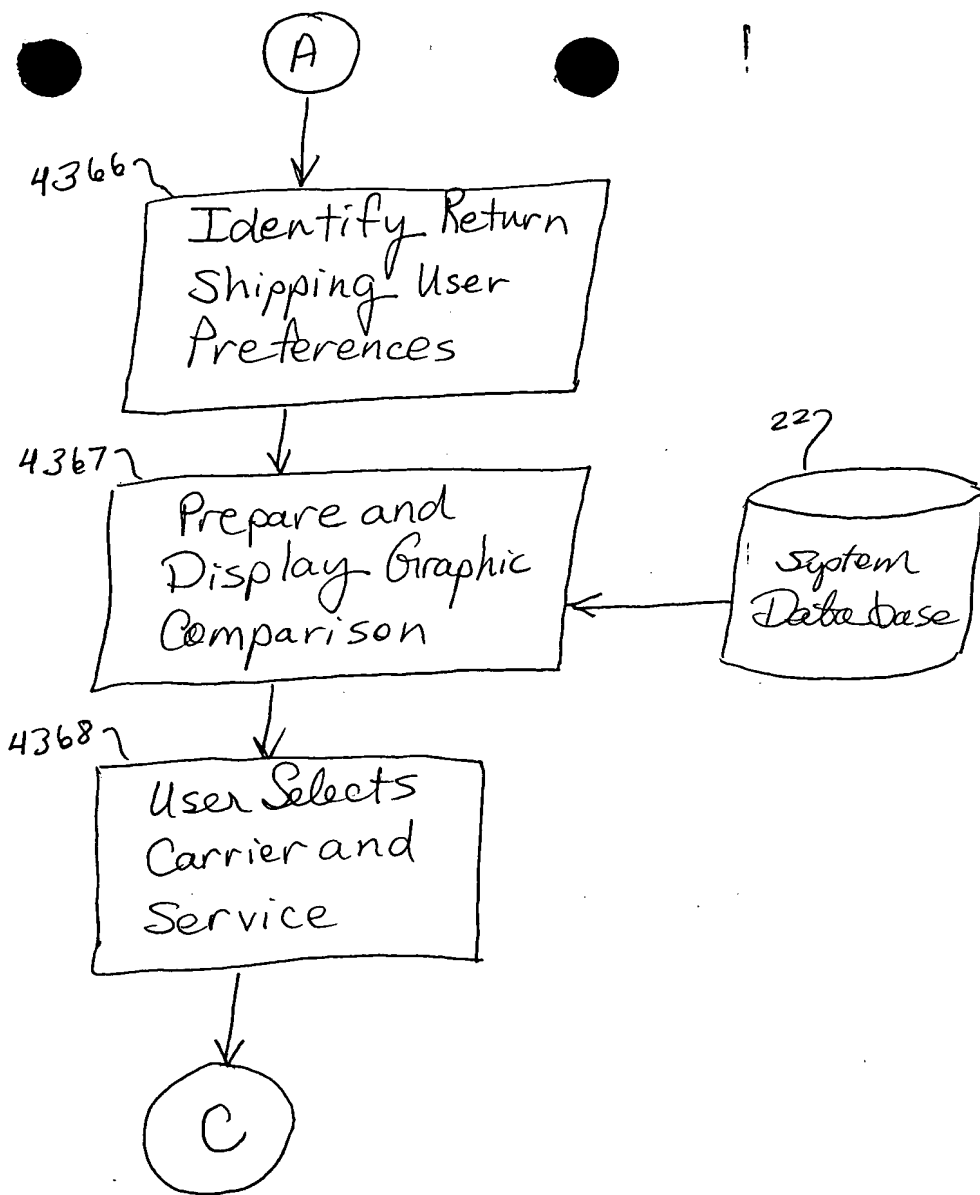 A
4366
Identify Return
Shipping User
Preferences
4367
Prepare and
Display Graphic
Comparison
22
System
Database
4368
User Selects
Carrier and
Service
C